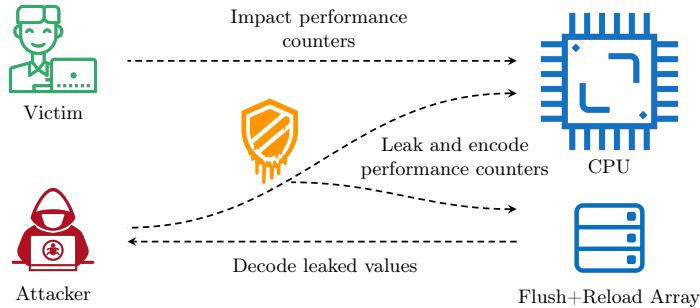 Impact performance
counters
Victim
Leak and encode
performance counters
CPU
Decode leaked values
Attacker
Flush+Reload Array